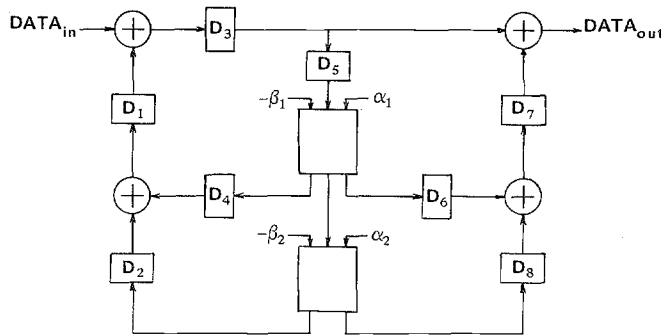 DATA_in D_3 DATA_out
D_5
-β_1 α_1
D_1 D_7
D_4 D_6
-β_2 α_2
D_2 D_8